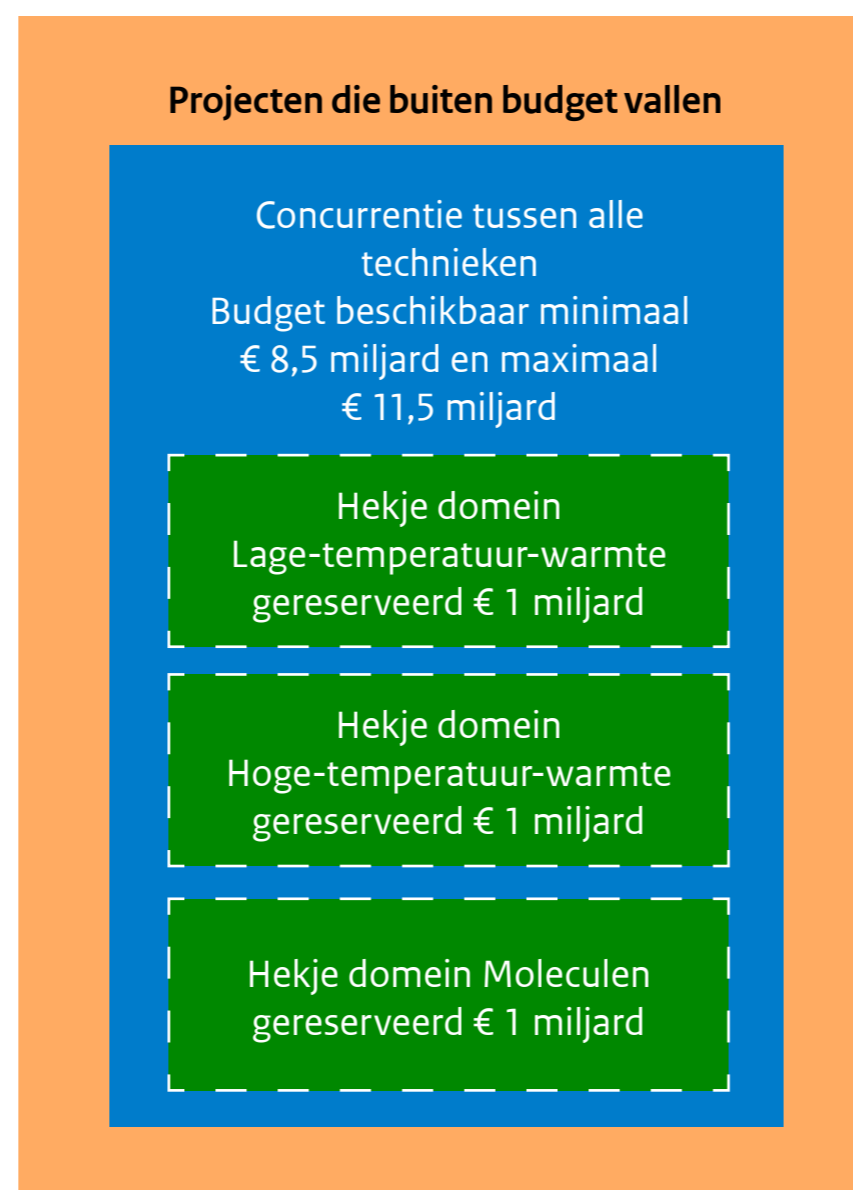 Projecten die buiten budget vallen
Concurrentie tussen alle
technieken
Budget beschikbaar minimaal
€ 8,5 miljard en maximaal
€ 11,5 miljard
Hekje domein
Lage-temperatuur-warmte
gereserveerd € 1 miljard
Hekje domein
Hoge-temperatuur-warmte
gereserveerd € 1 miljard
Hekje domein Moleculen
gereserveerd € 1 miljard